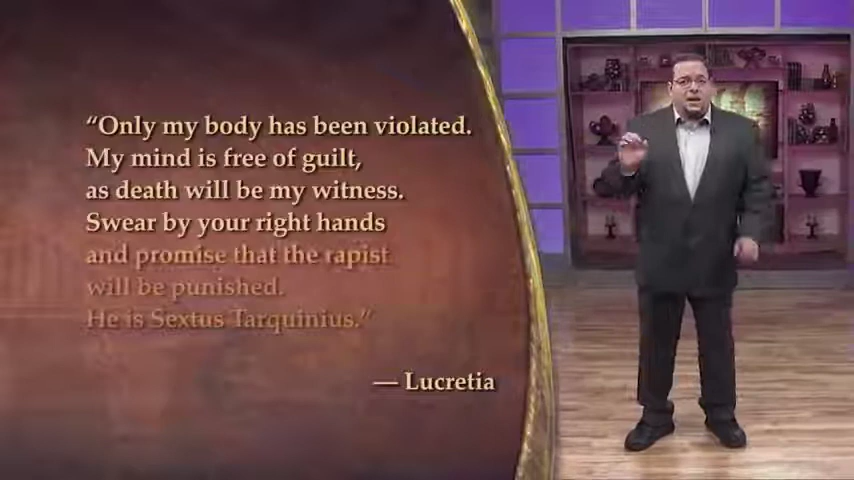 “Only my body has been violated.
My mind is free of guilt,
as death will be my witness.
Swear by your right hands
and promise that the rapist
will be punished.
He is Sextus Tarquinius.”
— Lucretia